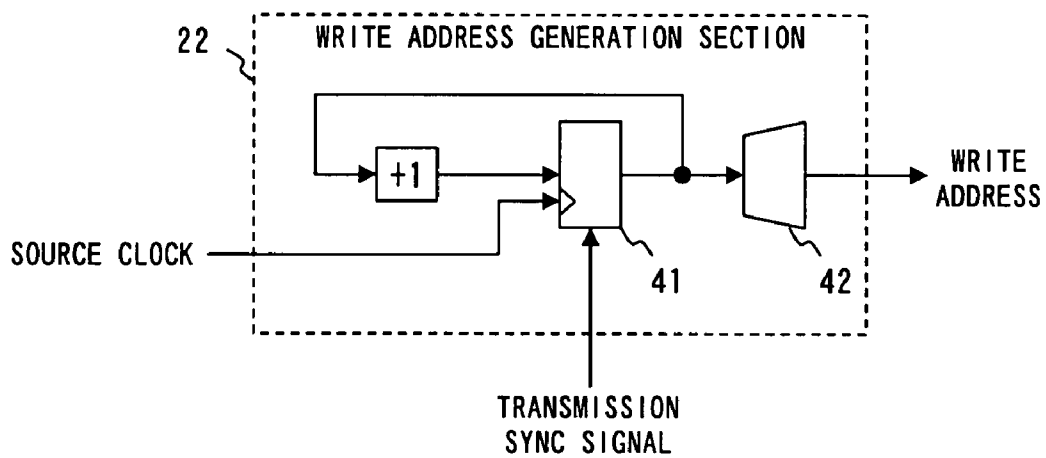 22
WRITE ADDRESS GENERATION SECTION
+1
WRITE
ADDRESS
SOURCE CLOCK
41
42
TRANSMISSION
SYNC SIGNAL